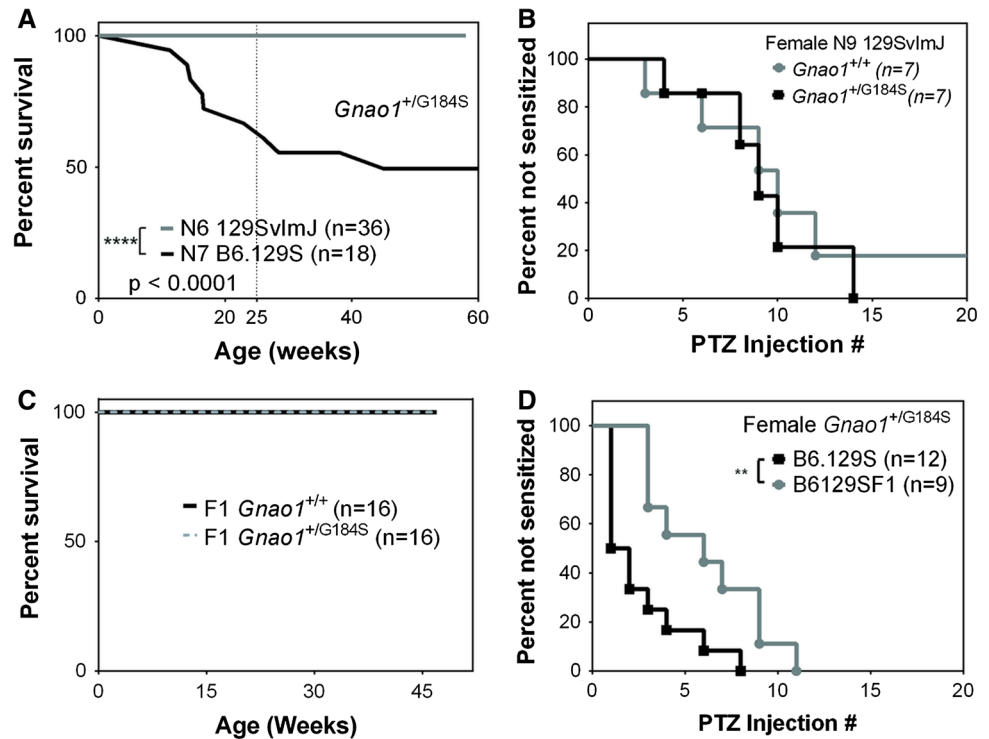 A
Percent survival
100
50
0
Gnao1+/G184S
**** N6 129SvImJ (n=36)
N7 B6.129S (n=18)
p < 0.0001
0 20 25 40 60
Age (weeks)
B
Percent not sensitized
100
80
60
40
20
0
Female N9 129SvImJ
Gnao1+/+ (n=7)
Gnao1+/G184S (n=7)
0 5 10 15 20
PTZ Injection #
C
Percent survival
100
50
0
F1 Gnao1+/+ (n=16)
F1 Gnao1+/G184S (n=16)
0 15 30 45
Age (Weeks)
D
Percent not sensitized
100
80
60
40
20
0
Female Gnao1+/G184S
** B6.129S (n=12)
B6129SF1 (n=9)
0 5 10 15 20
PTZ Injection #